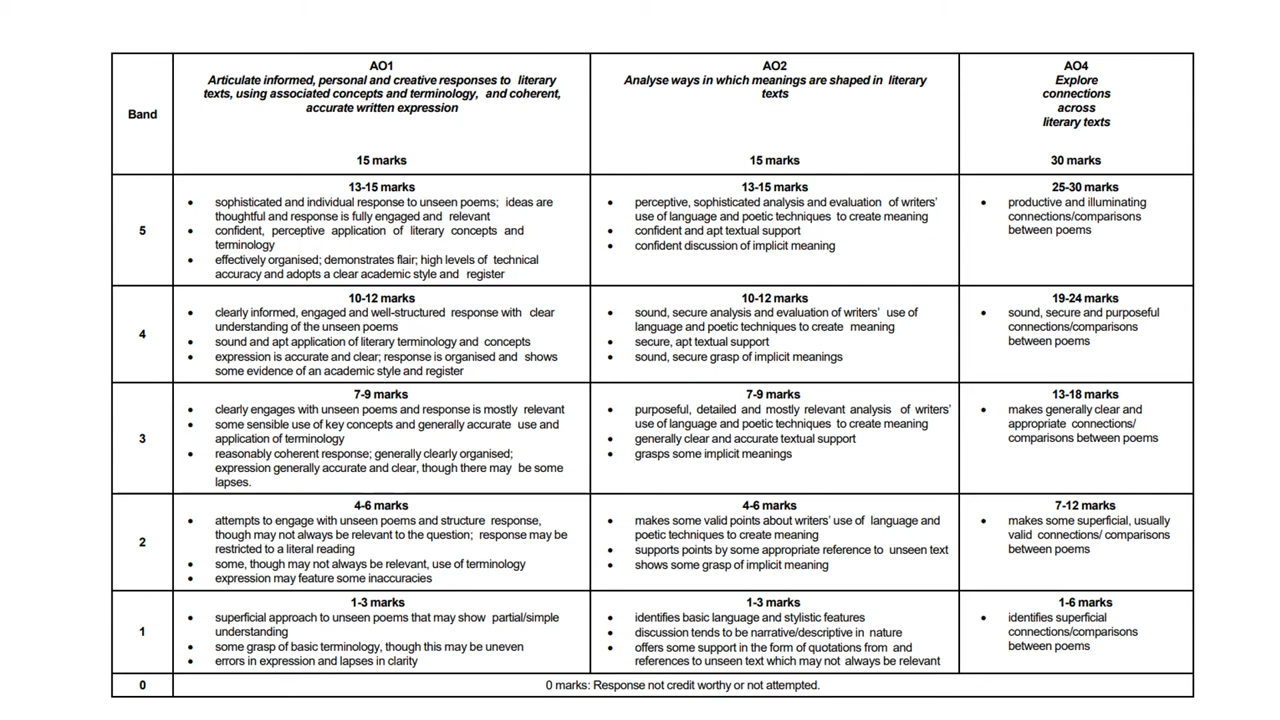 Band
AO1
Articulate informed, personal and creative responses to literary
texts, using associated concepts and terminology, and coherent,
accurate written expression
15 marks
AO2
Analyse ways in which meanings are shaped in literary
texts
15 marks
AO4
Explore
connections
across
literary texts
30 marks
5
13-15 marks
• sophisticated and individual response to unseen poems; ideas are
thoughtful and response is fully engaged and relevant
• confident, perceptive application of literary concepts and
terminology
• effectively organised; demonstrates flair; high levels of technical
accuracy and adopts a clear academic style and register
13-15 marks
• perceptive, sophisticated analysis and evaluation of writers'
use of language and poetic techniques to create meaning
• confident and apt textual support
• confident discussion of implicit meaning
25-30 marks
• productive and illuminating
connections/comparisons
between poems
4
10-12 marks
• clearly informed, engaged and well-structured response with clear
understanding of the unseen poems
• sound and apt application of literary terminology and concepts
• expression is accurate and clear; response is organised and shows
some evidence of an academic style and register
10-12 marks
• sound, secure analysis and evaluation of writers' use of
language and poetic techniques to create meaning
• secure, apt textual support
• sound, secure grasp of implicit meanings
19-24 marks
• sound, secure and purposeful
connections/comparisons
between poems
3
7-9 marks
• clearly engages with unseen poems and response is mostly relevant
• some sensible use of key concepts and generally accurate use and
application of terminology
• reasonably coherent response; generally clearly organised;
expression generally accurate and clear, though there may be some
lapses.
7-9 marks
• purposeful, detailed and mostly relevant analysis of writers'
use of language and poetic techniques to create meaning
• generally clear and accurate textual support
• grasps some implicit meanings
13-18 marks
• makes generally clear and
appropriate connections/
comparisons between poems
2
4-6 marks
• attempts to engage with unseen poems and structure response,
though may not always be relevant to the question; response may be
restricted to a literal reading
• some, though may not always be relevant, use of terminology
• expression may feature some inaccuracies
4-6 marks
• makes some valid points about writers' use of language and
poetic techniques to create meaning
• supports points by some appropriate reference to unseen text
• shows some grasp of implicit meaning
7-12 marks
• makes some superficial, usually
valid connections/ comparisons
between poems
1
1-3 marks
• superficial approach to unseen poems that may show partial/simple
understanding
• some grasp of basic terminology, though this may be uneven
• errors in expression and lapses in clarity
1-3 marks
• identifies basic language and stylistic features
• discussion tends to be narrative/descriptive in nature
• offers some support in the form of quotations from and
references to unseen text which may not always be relevant
1-6 marks
• identifies superficial
connections/comparisons
between poems
0
0 marks: Response not credit worthy or not attempted.